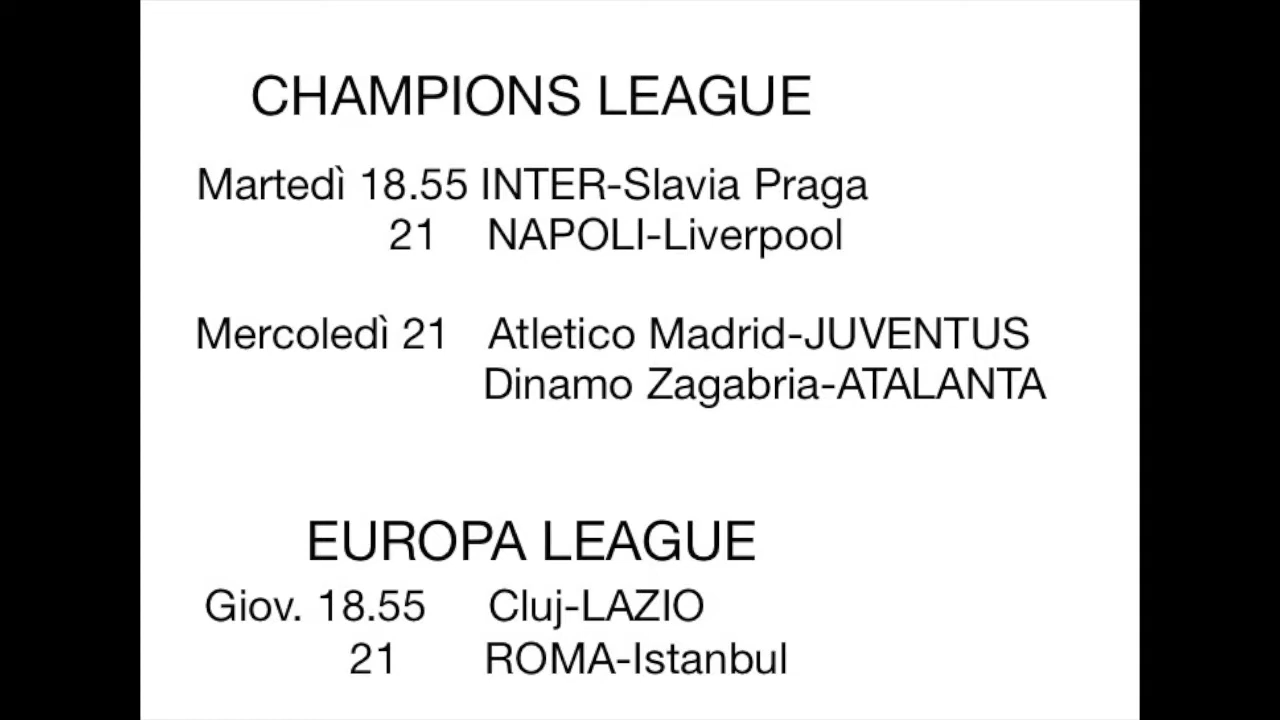 CHAMPIONS LEAGUE
Martedì 18.55 INTER-Slavia Praga
21 NAPOLI-Liverpool
Mercoledì 21 Atletico Madrid-JUVENTUS
Dinamo Zagabria-ATALANTA
EUROPA LEAGUE
Giov. 18.55 Cluj-LAZIO
21 ROMA-Istanbul